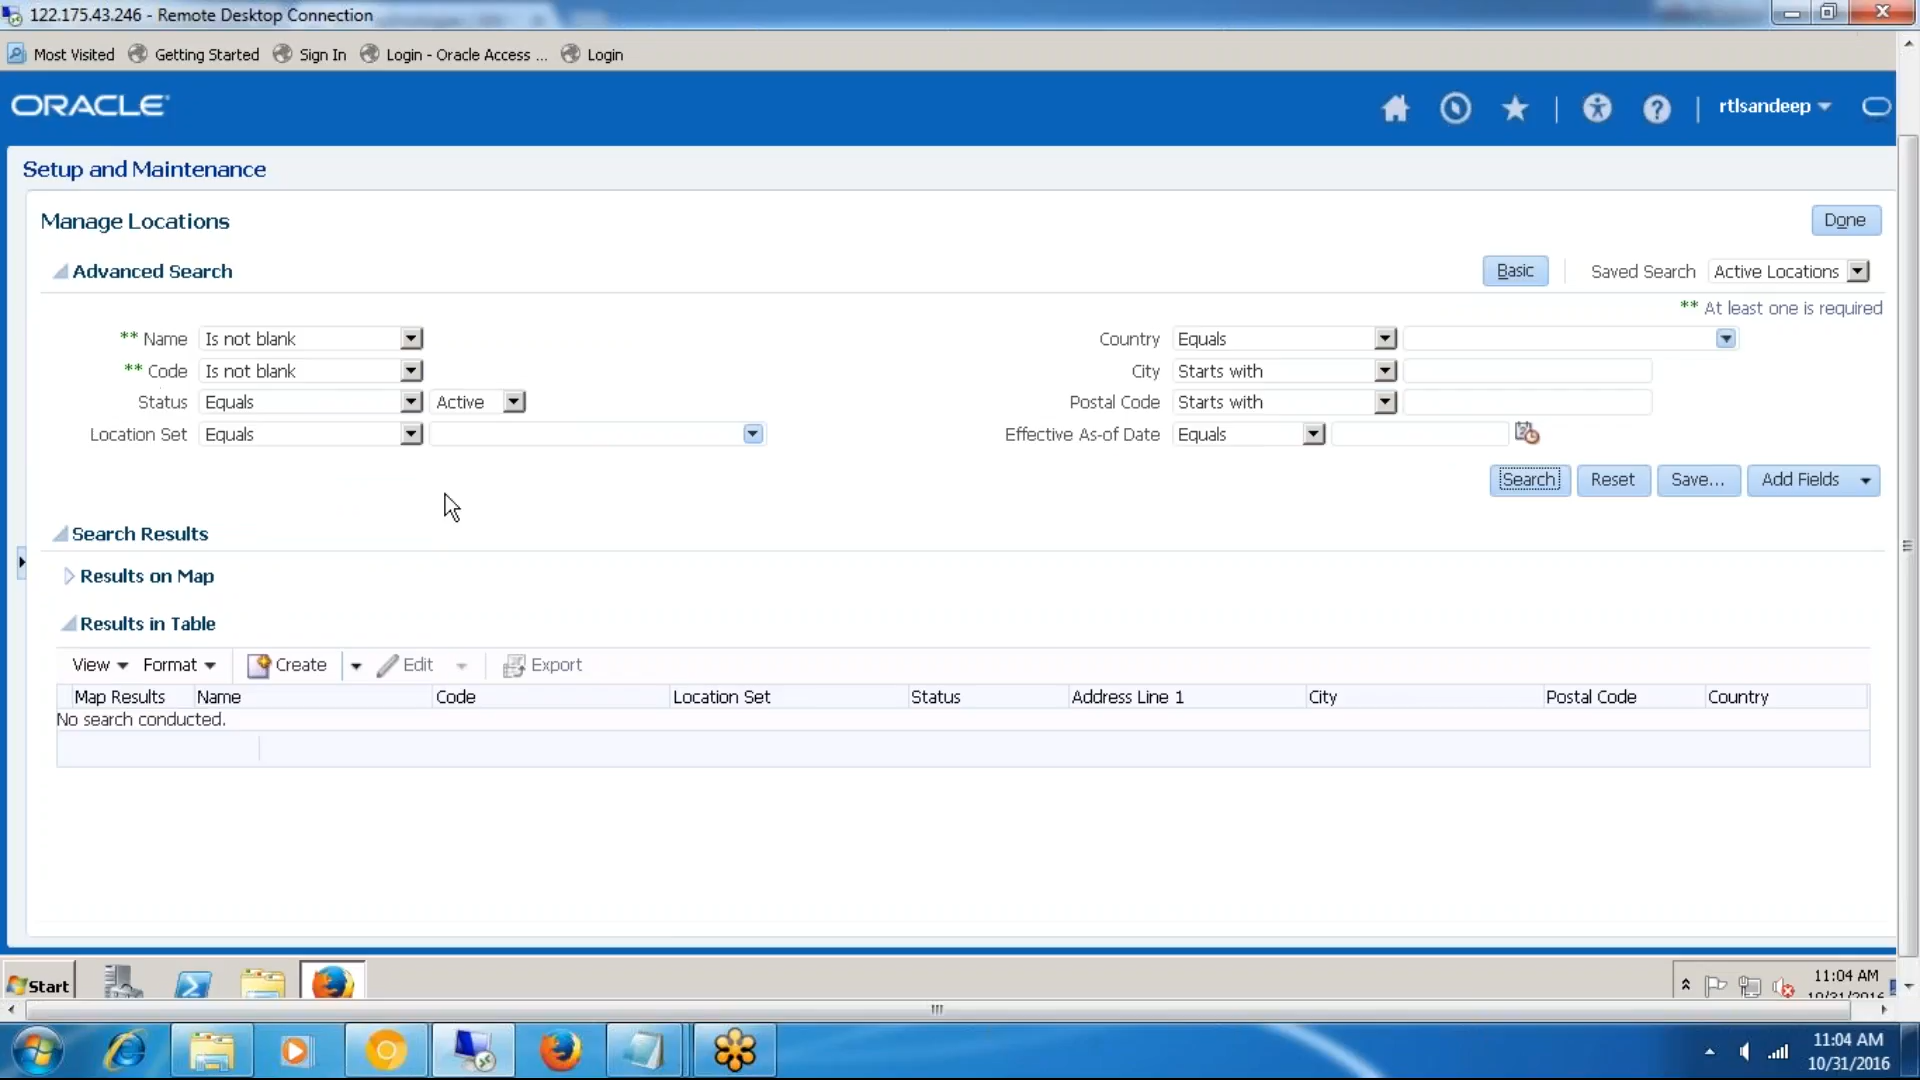 122.175.43.246 - Remote Desktop Connection
Most Visited Getting Started Sign In Login - Oracle Access ... Login
ORACLE
rtlsandeep
Setup and Maintenance
Manage Locations Done
Advanced Search Basic Saved Search Active Locations
** At least one is required
** Name Is not blank Country Equals
** Code Is not blank City Starts with
Status Equals Active Postal Code Starts with
Location Set Equals Effective As-of Date Equals
Search Reset Save... Add Fields
Search Results
Results on Map
Results in Table
View Format Create Edit Export
Map Results Name Code Location Set Status Address Line 1 City Postal Code Country
No search conducted.
Start 11:04 AM
10/31/2016
11:04 AM
10/31/2016